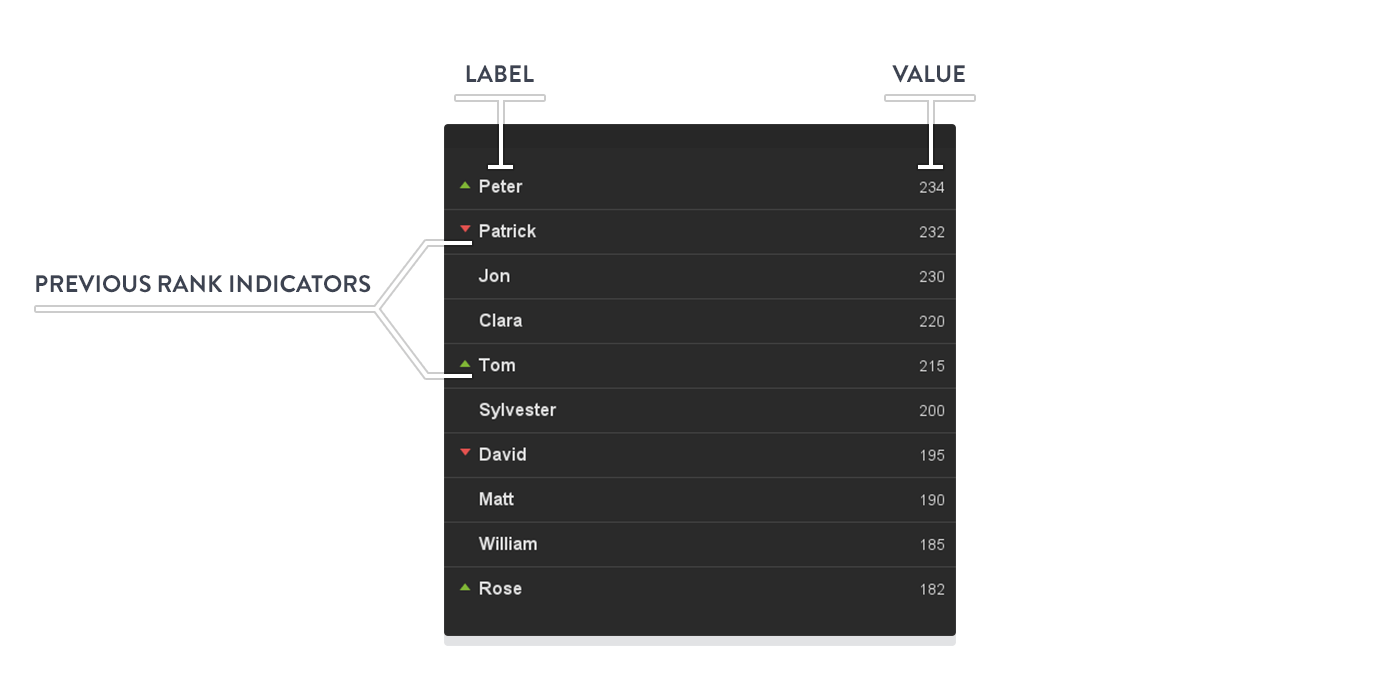 LABEL VALUE
Peter 234
Patrick 232
PREVIOUS RANK INDICATORS
Jon 230
Clara 220
Tom 215
Sylvester 200
David 195
Matt 190
William 185
Rose 182